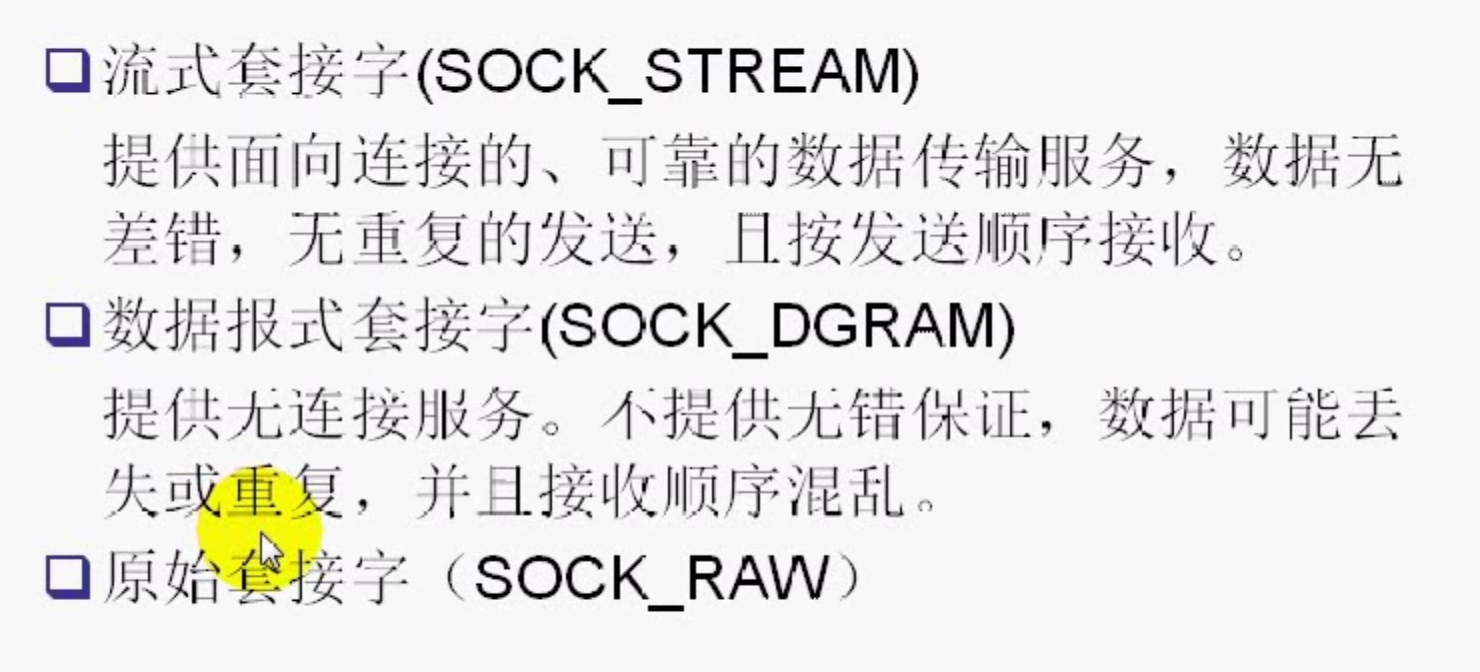 流式套接字(SOCK_STREAM)
提供面向连接的、可靠的数据传输服务，数据无
差错，无重复的发送，且按发送顺序接收。
数据报式套接字(SOCK_DGRAM)
提供无连接服务。不提供无错保证，数据可能丢
失或重复，并且接收顺序混乱。
原始套接字（SOCK_RAW）